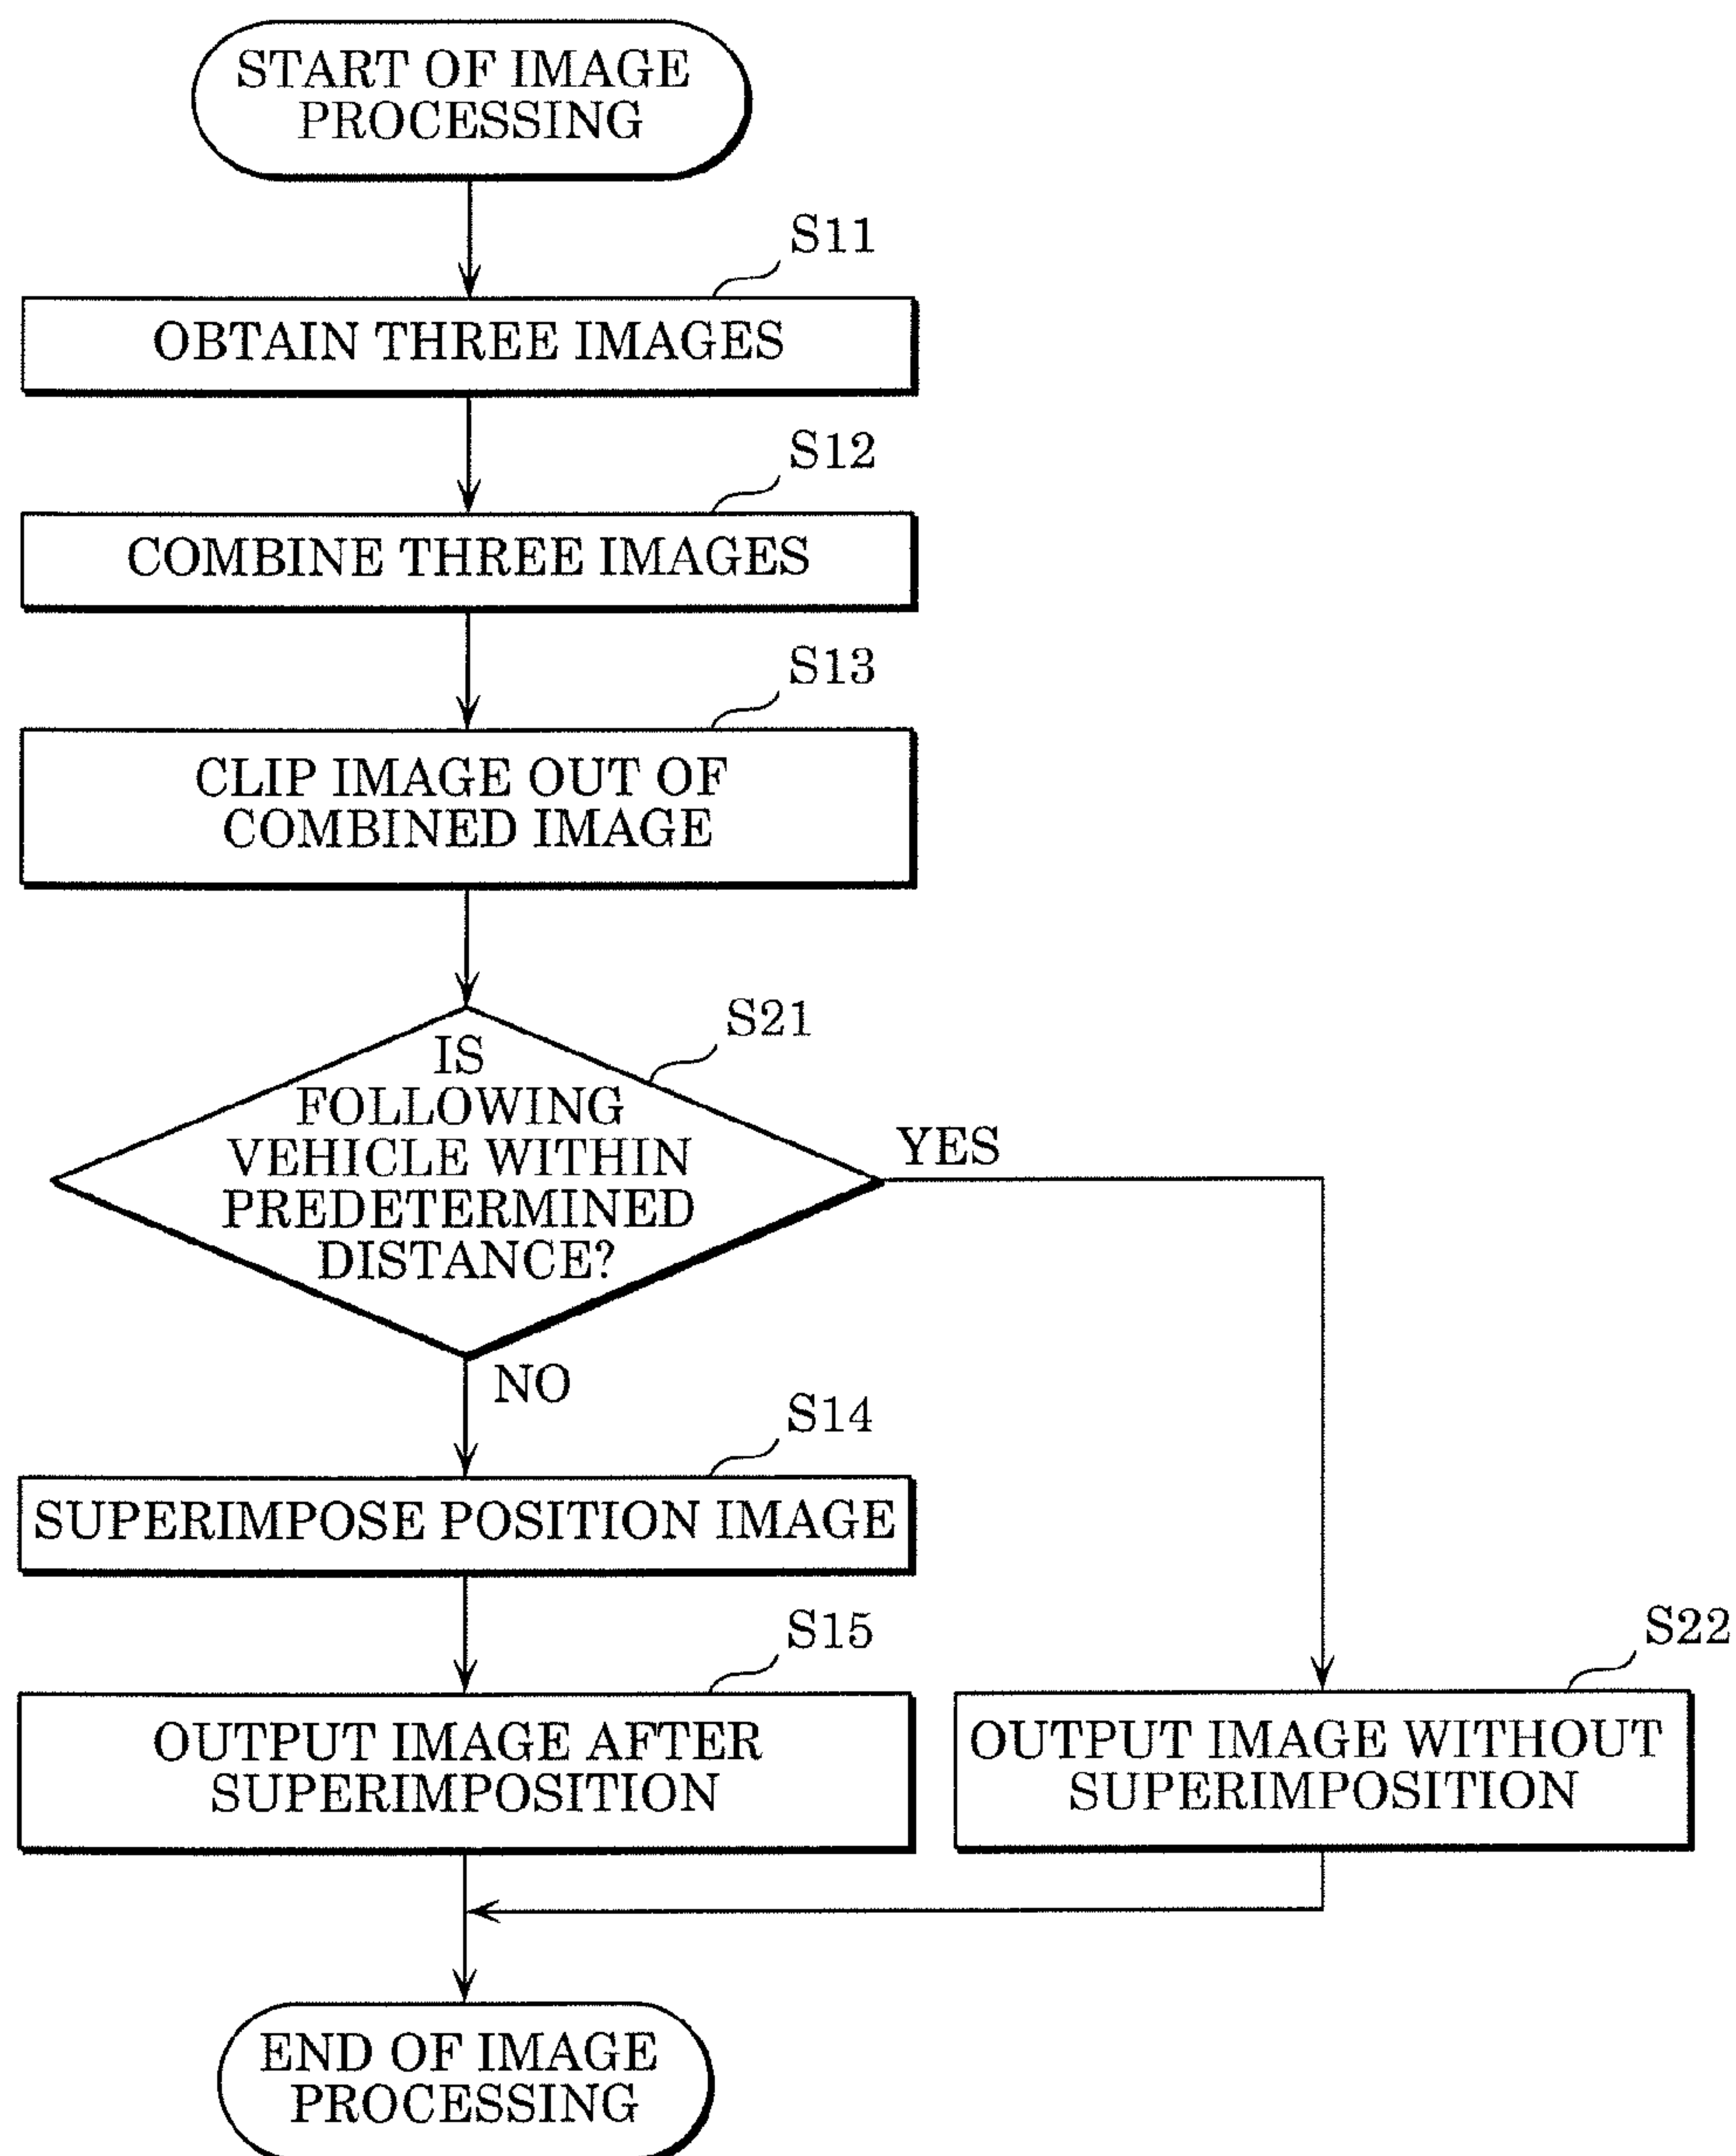 START OF IMAGE
PROCESSING
S11
OBTAIN THREE IMAGES
S12
COMBINE THREE IMAGES
S13
CLIP IMAGE OUT OF
COMBINED IMAGE
S21
IS
FOLLOWING
VEHICLE WITHIN
PREDETERMINED
DISTANCE?
YES
NO
S14
SUPERIMPOSE POSITION IMAGE
S15
OUTPUT IMAGE AFTER
SUPERIMPOSITION
S22
OUTPUT IMAGE WITHOUT
SUPERIMPOSITION
END OF IMAGE
PROCESSING